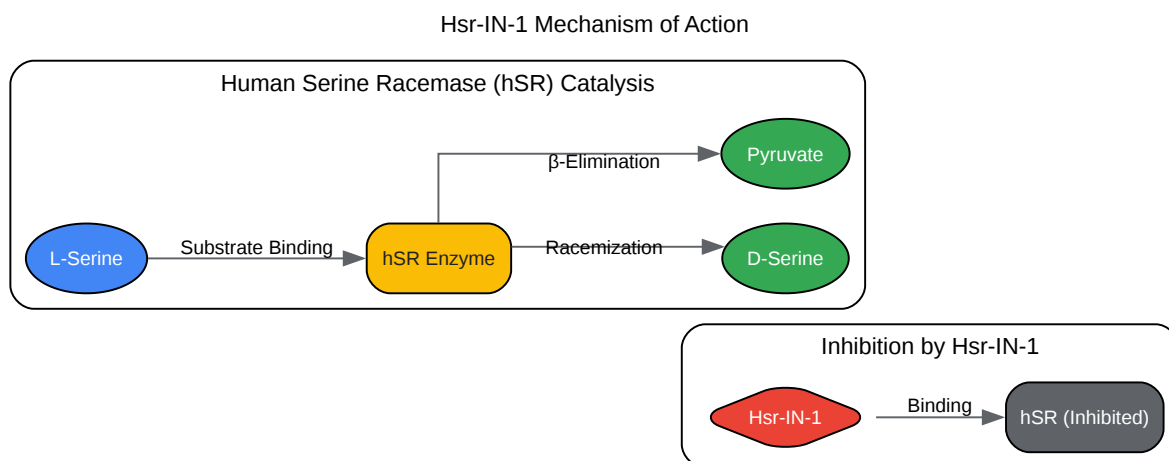 Hsr-IN-1 Mechanism of Action
Human Serine Racemase (hSR) Catalysis
Pyruvate
β-Elimination
L-Serine
Substrate Binding
hSR Enzyme
Racemization
D-Serine
Inhibition by Hsr-IN-1
Hsr-IN-1
Binding
hSR (Inhibited)